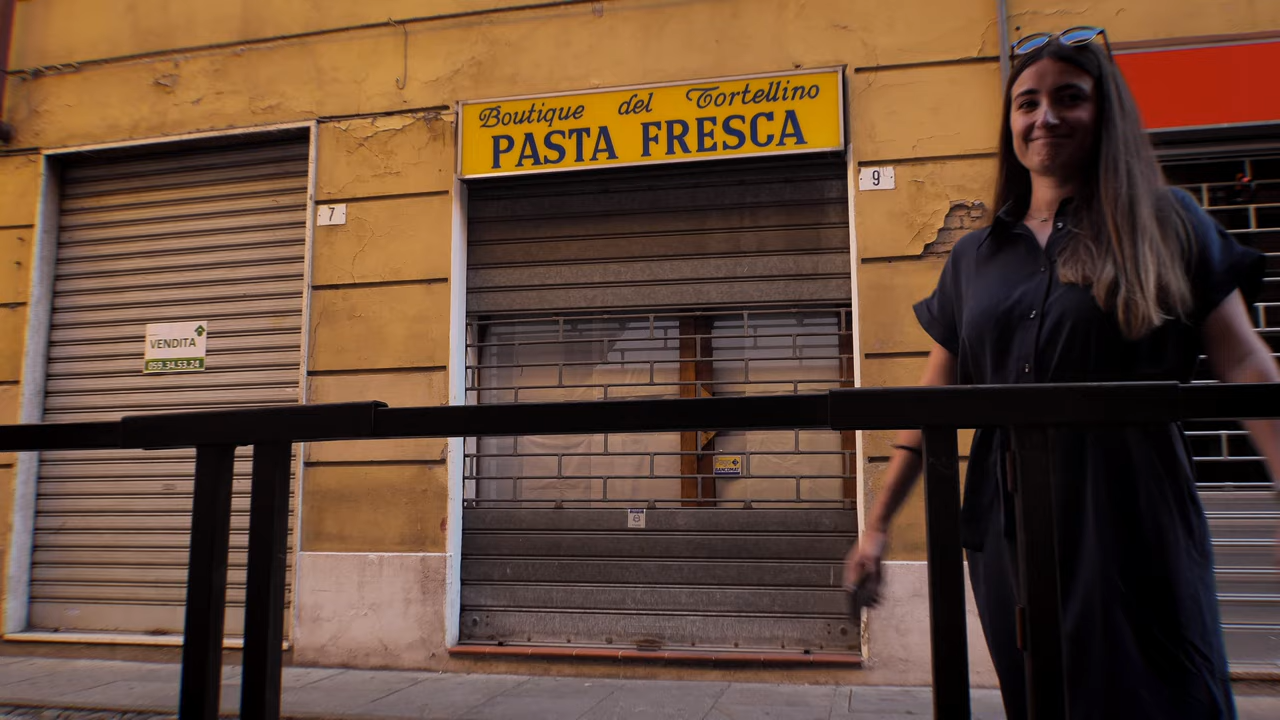 Boutique del Tortellino
PASTA FRESCA
7
9
VENDITA
059.34.53.24
BANCOMAT